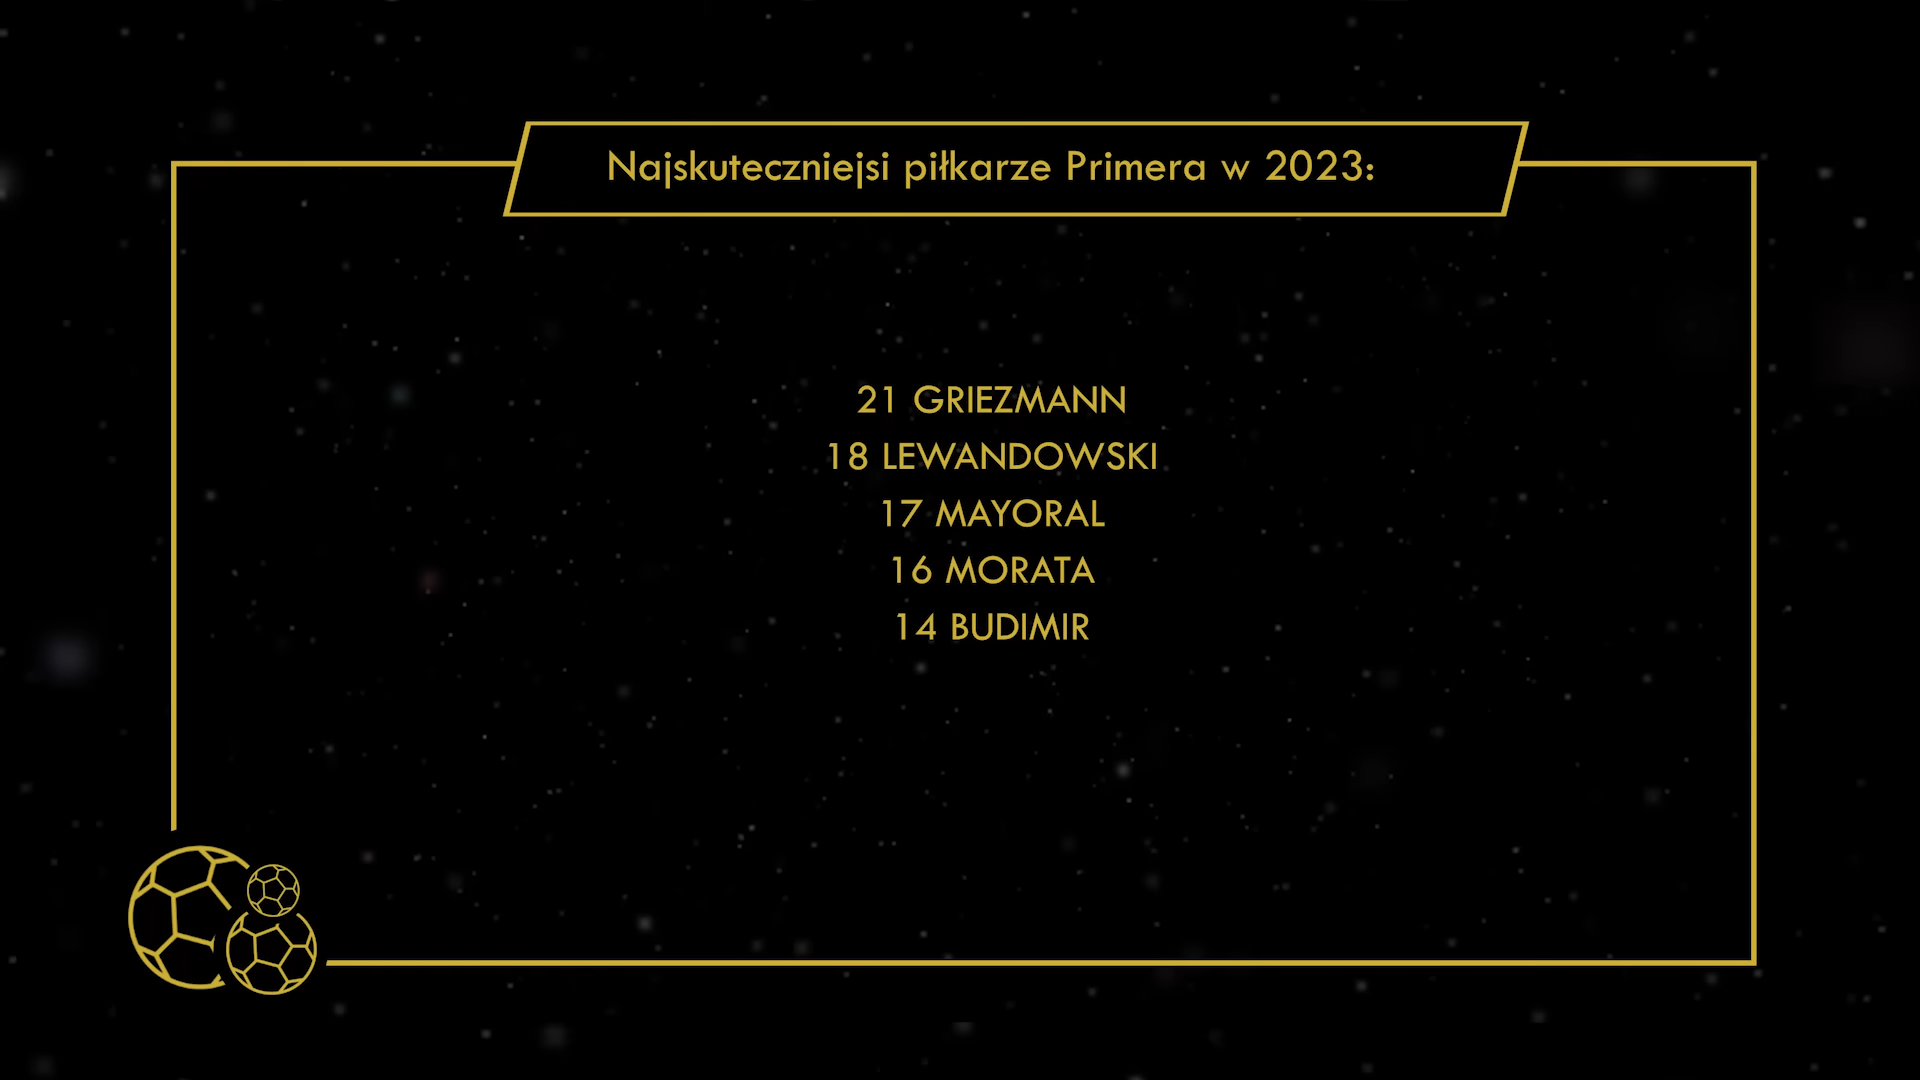 Najskuteczniejsi piłkarze Primera w 2023:
21 GRIEZMANN
18 LEWANDOWSKI
17 MAYORAL
16 MORATA
14 BUDIMIR